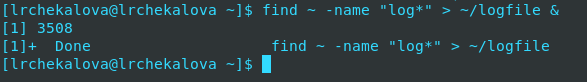 [lrchekalova@lrchekalova ~]$ find ~ -name "log*" > ~/logfile &
[1] 3508
[1]+  Done                    find ~ -name "log*" > ~/logfile
[lrchekalova@lrchekalova ~]$